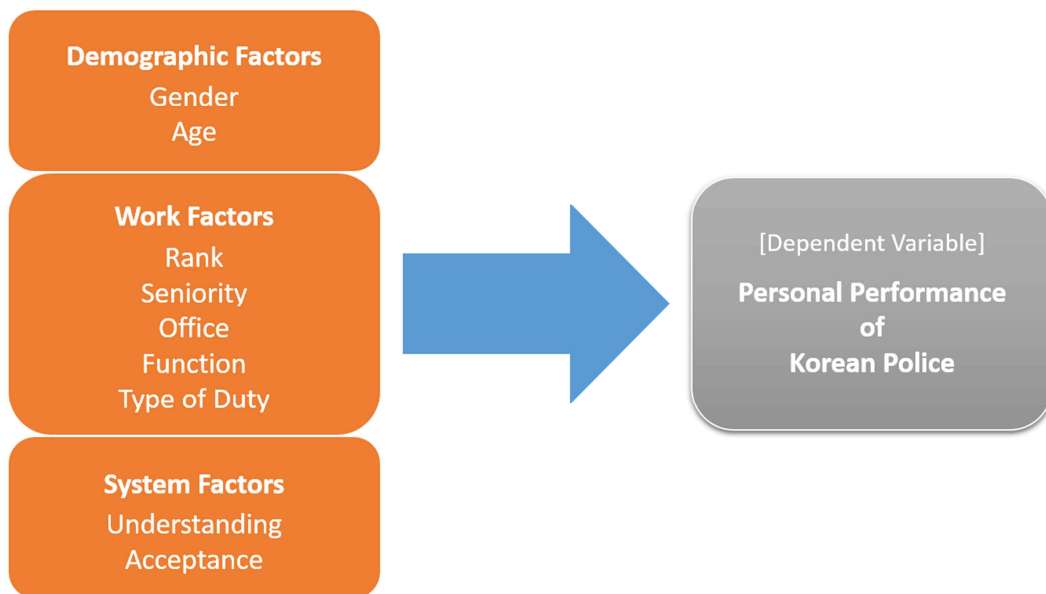 Demographic Factors
Gender
Age
Work Factors
Rank
Seniority
Office
Function
Type of Duty
System Factors
Understanding
Acceptance
[Dependent Variable]
Personal Performance
of
Korean Police